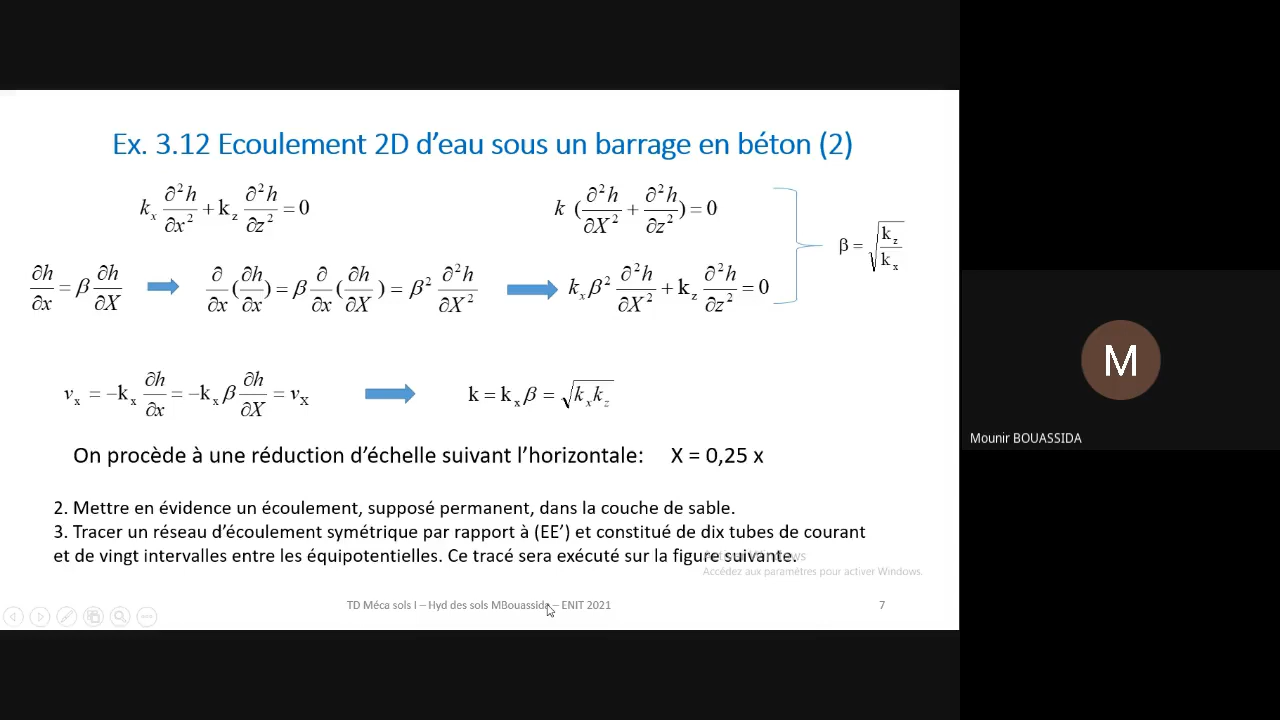 Ex. 3.12 Ecoulement 2D d’eau sous un barrage en béton (2)
k_x ∂²h/∂x² + k_z ∂²h/∂z² = 0
k (∂²h/∂X² + ∂²h/∂z²) = 0
β = √(k_z/k_x)
∂h/∂x = β ∂h/∂X
∂/∂x (∂h/∂x) = β ∂/∂x (∂h/∂X) = β² ∂²h/∂X²
k_x β² ∂²h/∂X² + k_z ∂²h/∂z² = 0
v_x = −k_x ∂h/∂x = −k_x β ∂h/∂X = v_X
k = k_x β = √(k_x k_z)
On procède à une réduction d’échelle suivant l’horizontale: X = 0,25 x
2. Mettre en évidence un écoulement, supposé permanent, dans la couche de sable.
3. Tracer un réseau d’écoulement symétrique par rapport à (EE’) et constitué de dix tubes de courant
et de vingt intervalles entre les équipotentielles. Ce tracé sera exécuté sur la figure suivante.
Accédez aux paramètres pour activer Windows.
TD Méca sols I – Hyd des sols MBouassida – ENIT 2021
7
M
Mounir BOUASSIDA